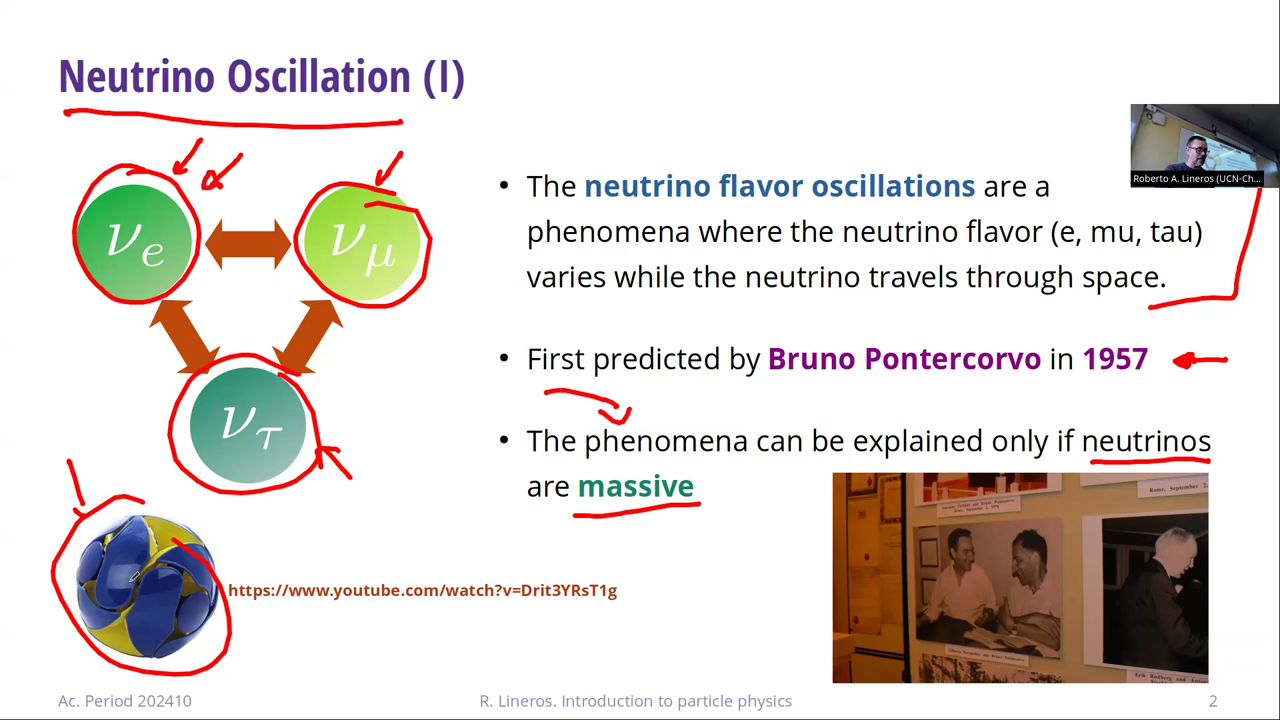 Neutrino Oscillation (I)
νe
νμ
ντ
• The neutrino flavor oscillations are a
phenomena where the neutrino flavor (e, mu, tau)
varies while the neutrino travels through space.
• First predicted by Bruno Pontercorvo in 1957
• The phenomena can be explained only if neutrinos
are massive
Roberto A. Lineros (UCN-Ch...
https://www.youtube.com/watch?v=Drit3YRsT1g
Rome, September
Ac. Period 202410
R. Lineros. Introduction to particle physics
2